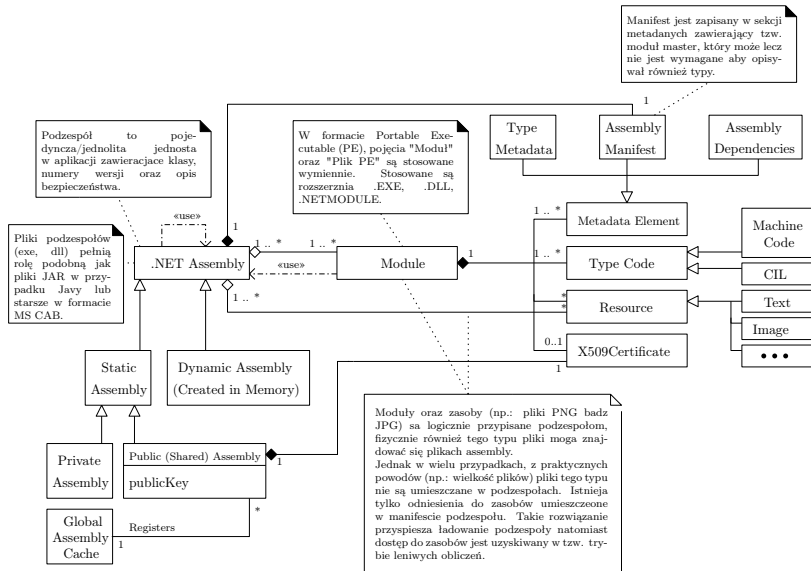 Manifest jest zapisany w sekcji
metadanych zawierający tzw.
moduł master, który może lecz
nie jest wymagane aby opisy-
wał również typy.
Podzespół to poje-
dyncza/jednolita jednosta
w aplikacji zawieracjace klasy,
numery wersji oraz opis
bezpieczeństwa.
W formacie Portable Exe-
cutable (PE), pojęcia "Moduł"
oraz "Plik PE" są stosowane
wymiennie. Stosowane są
rozszerznia .EXE, .DLL,
.NETMODULE.
Type
Metadata
1
Assembly
Manifest
Assembly
Dependencies
Pliki podzespołów
(exe, dll) pełnią
rolę podobną jak
pliki JAR w przy-
padku Javy lub
starsze w formacie
MS CAB.
«use»
1
.NET Assembly
1 .. *
1 .. *
«use»
1 .. *
Module
1
1 .. *
Metadata Element
1 .. *
Type Code
*
*
Resource
0..1
X509Certificate
1
Machine
Code
CIL
Text
Image
• • •
Static
Assembly
Dynamic Assembly
(Created in Memory)
Private
Assembly
Public (Shared) Assembly
publicKey
1
*
Global
Assembly
Cache
Registers
1
Moduły oraz zasoby (np.: pliki PNG badz
JPG) sa logicznie przypisane podzespołom,
fizycznie również tego typu pliki moga znaj-
dować się plikach assembly.
Jednak w wielu przypadkach, z praktycznych
powodów (np.: wielkość plików) pliki tego typu
nie są umieszczane w podzespołach. Istnieja
tylko odniesienia do zasobów umieszczeone
w manifescie podzespołu. Takie rozwiązanie
przyspiesza ładowanie podzespoły natomiast
dostęp do zasobów jest uzyskiwany w tzw. try-
bie leniwych obliczeń.